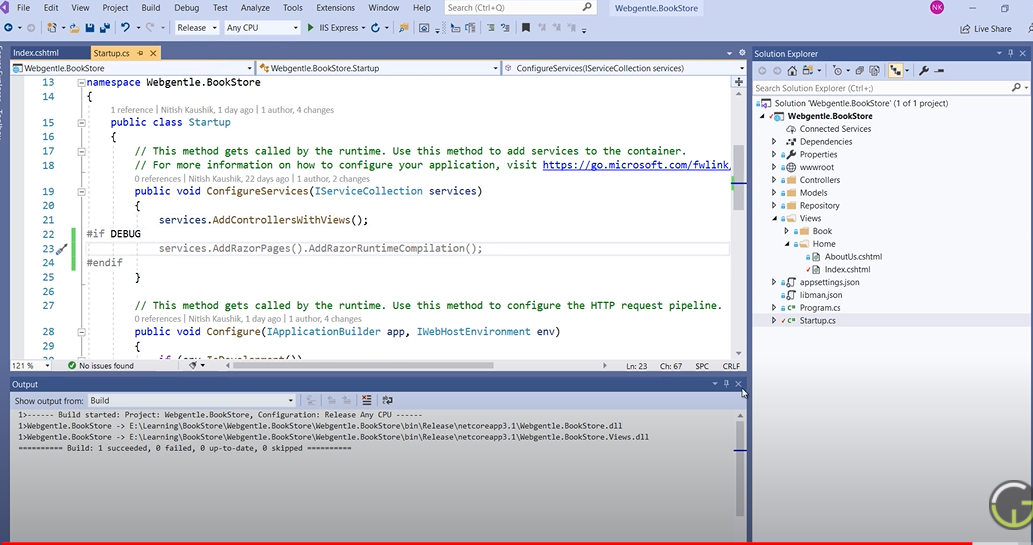 File Edit View Project Build Debug Test Analyze Tools Extensions Window Help Search (Ctrl+Q) Webgentle.BookStore NK
Release Any CPU IIS Express Live Share
Index.cshtml Startup.cs
Webgentle.BookStore Webgentle.BookStore.Startup ConfigureServices(IServiceCollection services)
13 namespace Webgentle.BookStore
14 {
1 reference | Nitish Kaushik, 1 day ago | 1 author, 4 changes
15 public class Startup
16 {
17 // This method gets called by the runtime. Use this method to add services to the container.
18 // For more information on how to configure your application, visit https://go.microsoft.com/fwlink/
0 references | Nitish Kaushik, 22 days ago | 1 author, 2 changes
19 public void ConfigureServices(IServiceCollection services)
20 {
21 services.AddControllersWithViews();
22 #if DEBUG
23 services.AddRazorPages().AddRazorRuntimeCompilation();
24 #endif
25 }
26
27 // This method gets called by the runtime. Use this method to configure the HTTP request pipeline.
0 references | Nitish Kaushik, 1 day ago | 1 author, 4 changes
28 public void Configure(IApplicationBuilder app, IWebHostEnvironment env)
29 {
30 if (env.IsDevelopment())
121 % No issues found Ln: 23 Ch: 67 SPC CRLF
Output
Show output from: Build
1>------ Build started: Project: Webgentle.BookStore, Configuration: Release Any CPU ------
1>Webgentle.BookStore -> E:\Learning\BookStore\Webgentle.BookStore\Webgentle.BookStore\bin\Release\netcoreapp3.1\Webgentle.BookStore.dll
1>Webgentle.BookStore -> E:\Learning\BookStore\Webgentle.BookStore\Webgentle.BookStore\bin\Release\netcoreapp3.1\Webgentle.BookStore.Views.dll
========== Build: 1 succeeded, 0 failed, 0 up-to-date, 0 skipped ==========
Solution Explorer
Search Solution Explorer (Ctrl+;)
Solution 'Webgentle.BookStore' (1 of 1 project)
Webgentle.BookStore
Connected Services
Dependencies
Properties
wwwroot
Controllers
Models
Repository
Views
Book
Home
AboutUs.cshtml
Index.cshtml
appsettings.json
libman.json
Program.cs
Startup.cs